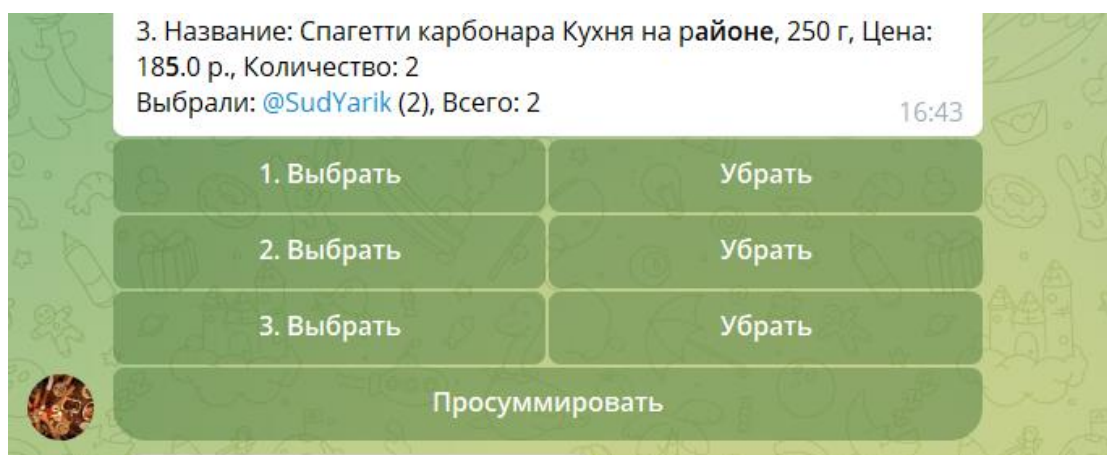 3. Название: Спагетти карбонара Кухня на районе, 250 г, Цена:
185.0 р., Количество: 2
Выбрали: @SudYarik (2), Всего: 2
16:43
1. Выбрать Убрать
2. Выбрать Убрать
3. Выбрать Убрать
Просуммировать